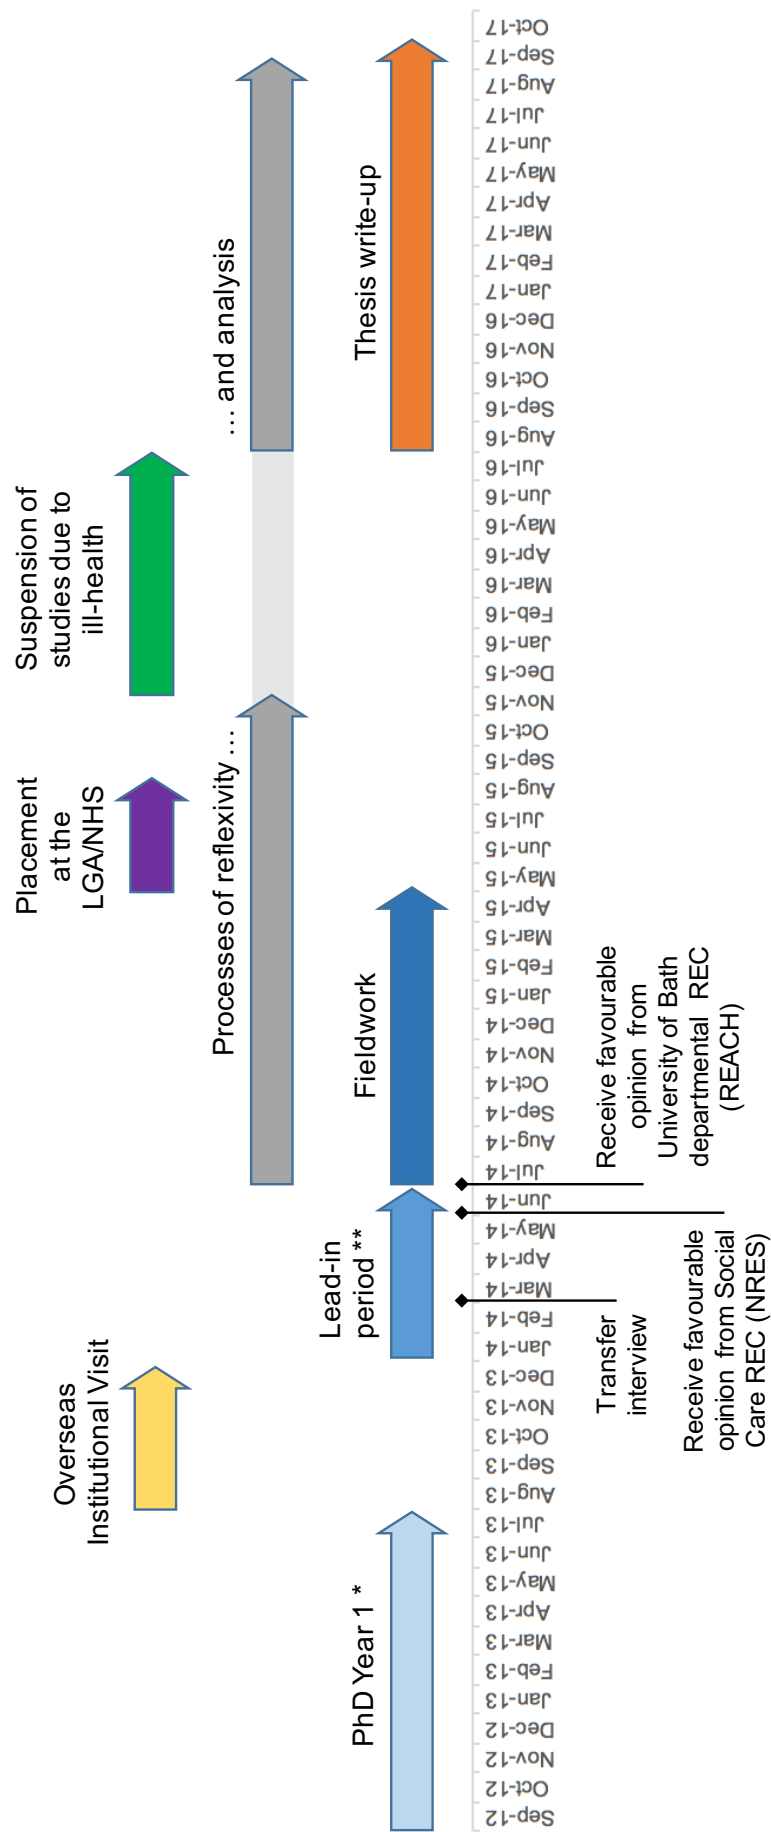 Overseas
Institutional Visit
Placement
at the
LGA/NHS
Suspension of
studies due to
ill-health
Processes of reflexivity …
… and analysis
PhD Year 1 *
Lead-in
period **
Fieldwork
Thesis write-up
Sep-12
Oct-12
Nov-12
Dec-12
Jan-13
Feb-13
Mar-13
Apr-13
May-13
Jun-13
Jul-13
Aug-13
Sep-13
Oct-13
Nov-13
Dec-13
Jan-14
Feb-14
Mar-14
Apr-14
May-14
Jun-14
Jul-14
Aug-14
Sep-14
Oct-14
Nov-14
Dec-14
Jan-15
Feb-15
Mar-15
Apr-15
May-15
Jun-15
Jul-15
Aug-15
Sep-15
Oct-15
Nov-15
Dec-15
Jan-16
Feb-16
Mar-16
Apr-16
May-16
Jun-16
Jul-16
Aug-16
Sep-16
Oct-16
Nov-16
Dec-16
Jan-17
Feb-17
Mar-17
Apr-17
May-17
Jun-17
Jul-17
Aug-17
Sep-17
Oct-17
Transfer
interview
Receive favourable
opinion from Social
Care REC (NRES)
Receive favourable
opinion from
University of Bath
departmental REC
(REACH)